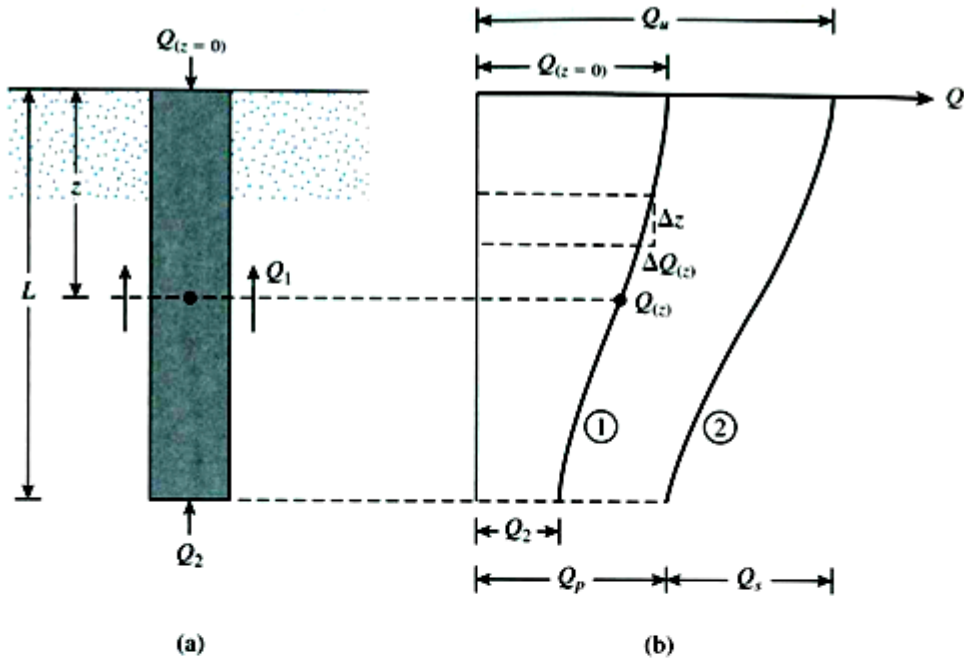 Q(z = 0)
z
L
Q1
Q2
(a)
Qu
Q(z = 0)
Q
Δz
ΔQ(z)
Q(z)
1
2
Q2
Qp
Qs
(b)